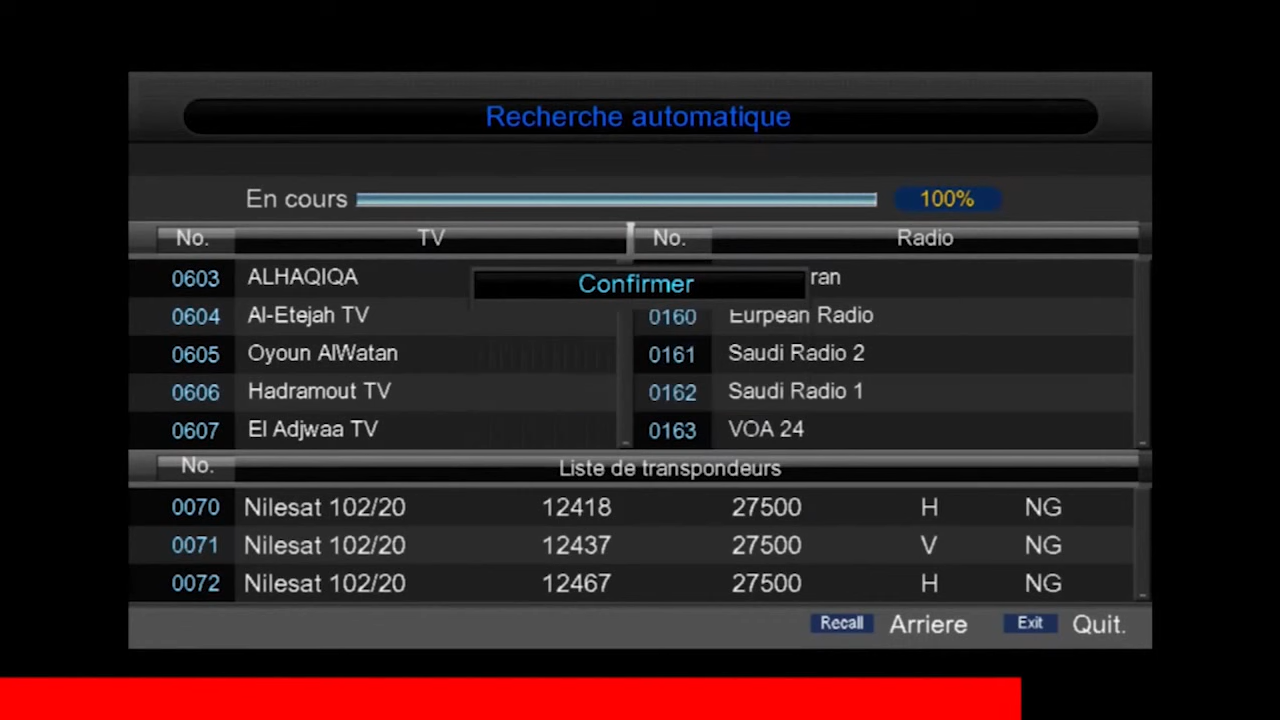 Recherche automatique
En cours 100%
No. TV No. Radio
Confirmer
0603 ALHAQIQA ran
0604 Al-Etejah TV 0160 Eurpean Radio
0605 Oyoun AlWatan 0161 Saudi Radio 2
0606 Hadramout TV 0162 Saudi Radio 1
0607 El Adjwaa TV 0163 VOA 24
No. Liste de transpondeurs
0070 Nilesat 102/20 12418 27500 H NG
0071 Nilesat 102/20 12437 27500 V NG
0072 Nilesat 102/20 12467 27500 H NG
Recall Arriere Exit Quit.